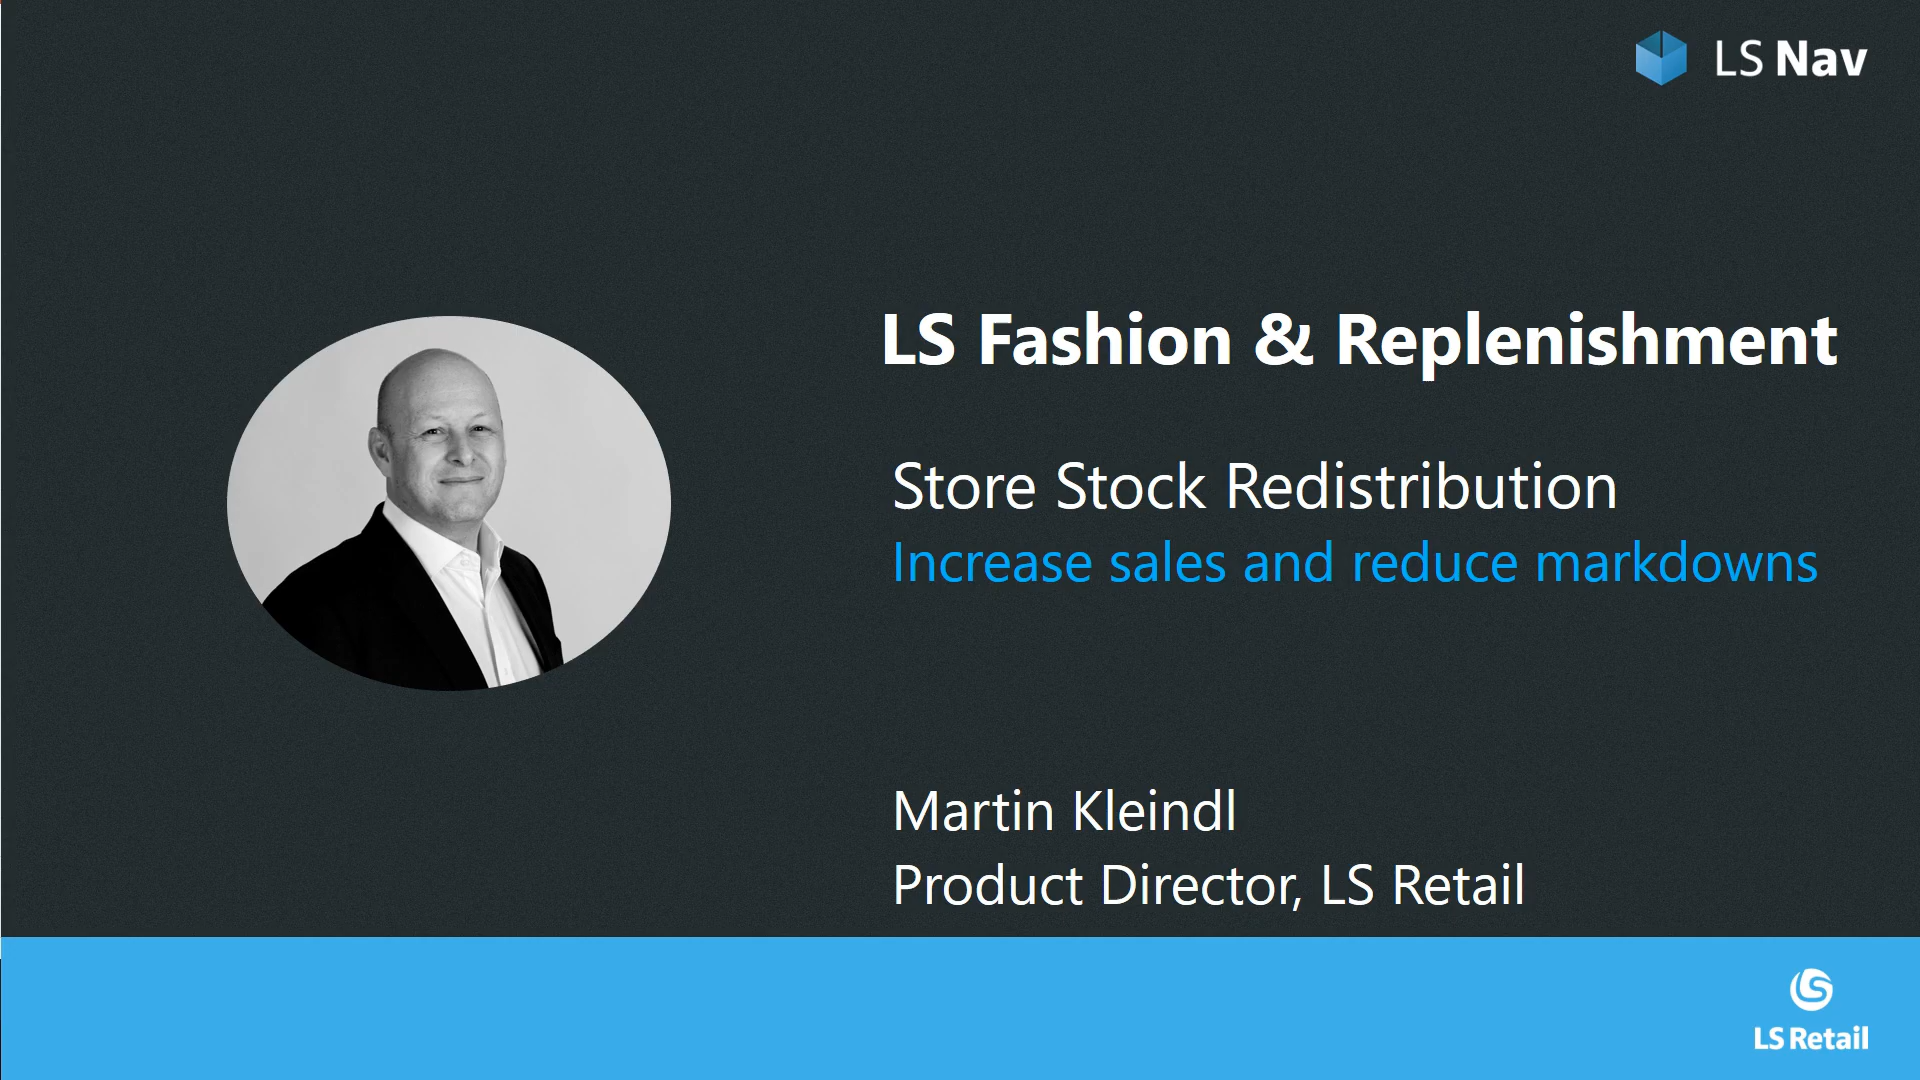 LS Nav
LS Fashion & Replenishment
Store Stock Redistribution
Increase sales and reduce markdowns
Martin Kleindl
Product Director, LS Retail
LS Retail